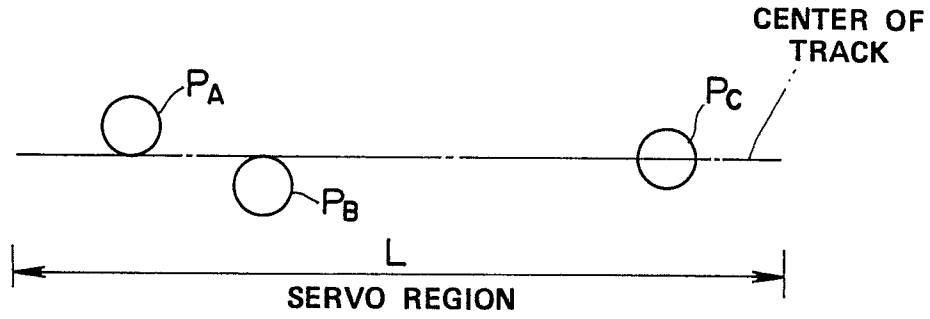 CENTER OF
TRACK
PA
PB
PC
L
SERVO REGION